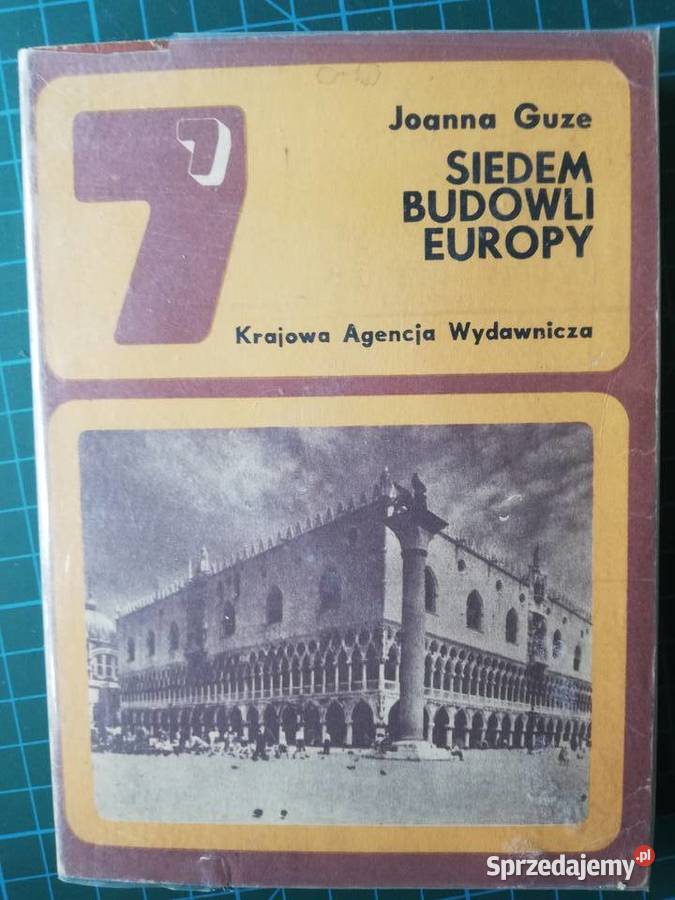 7
Joanna Guze
SIEDEM
BUDOWLI
EUROPY
Krajowa Agencja Wydawnicza
Sprzedajemy.pl